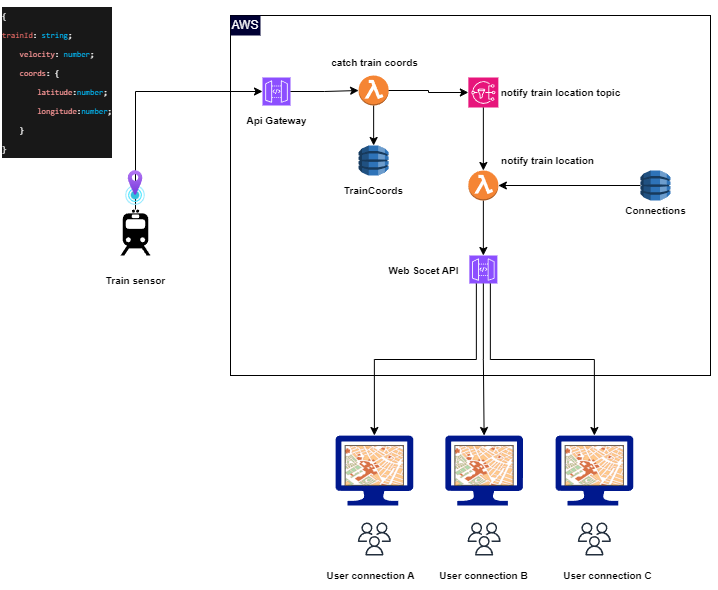 {
trainId: string;
velocity: number;
coords: {
latitude:number;
longitude:number;
}
}
AWS
catch train coords
notify train location topic
Api Gateway
notify train location
TrainCoords
Connections
Web Socet API
Train sensor
User connection A
User connection B
User connection C